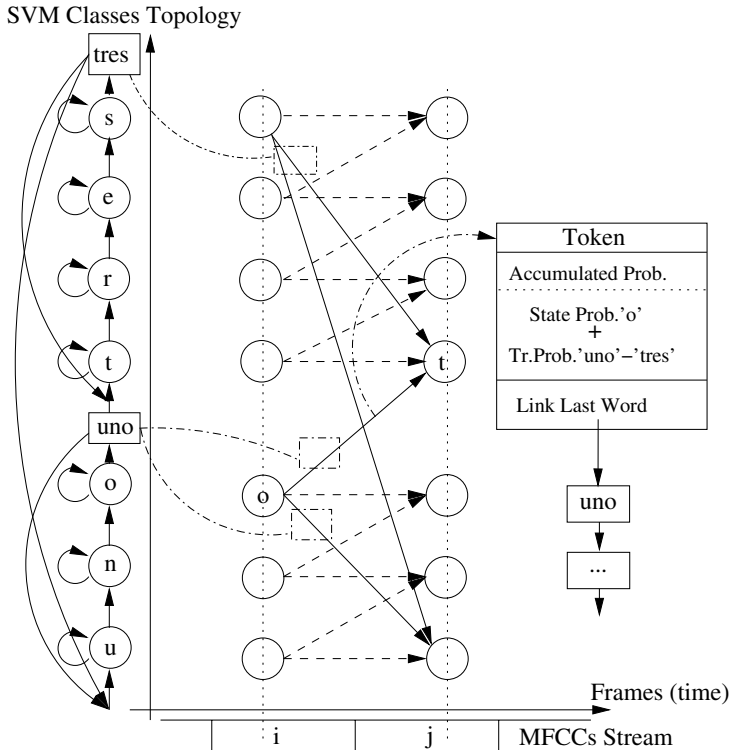 SVM Classes Topology
tres
s
e
r
t
uno
o
n
u
o
t
Token
Accumulated Prob.
State Prob.'o'
+
Tr.Prob.'uno'−'tres'
Link Last Word
uno
...
Frames (time)
i
j
MFCCs Stream